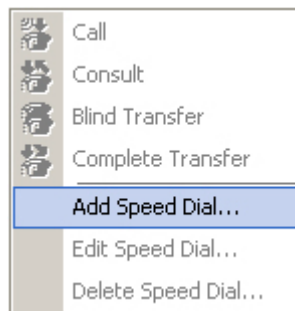 Call
Consult
Blind Transfer
Complete Transfer
Add Speed Dial...
Edit Speed Dial...
Delete Speed Dial...